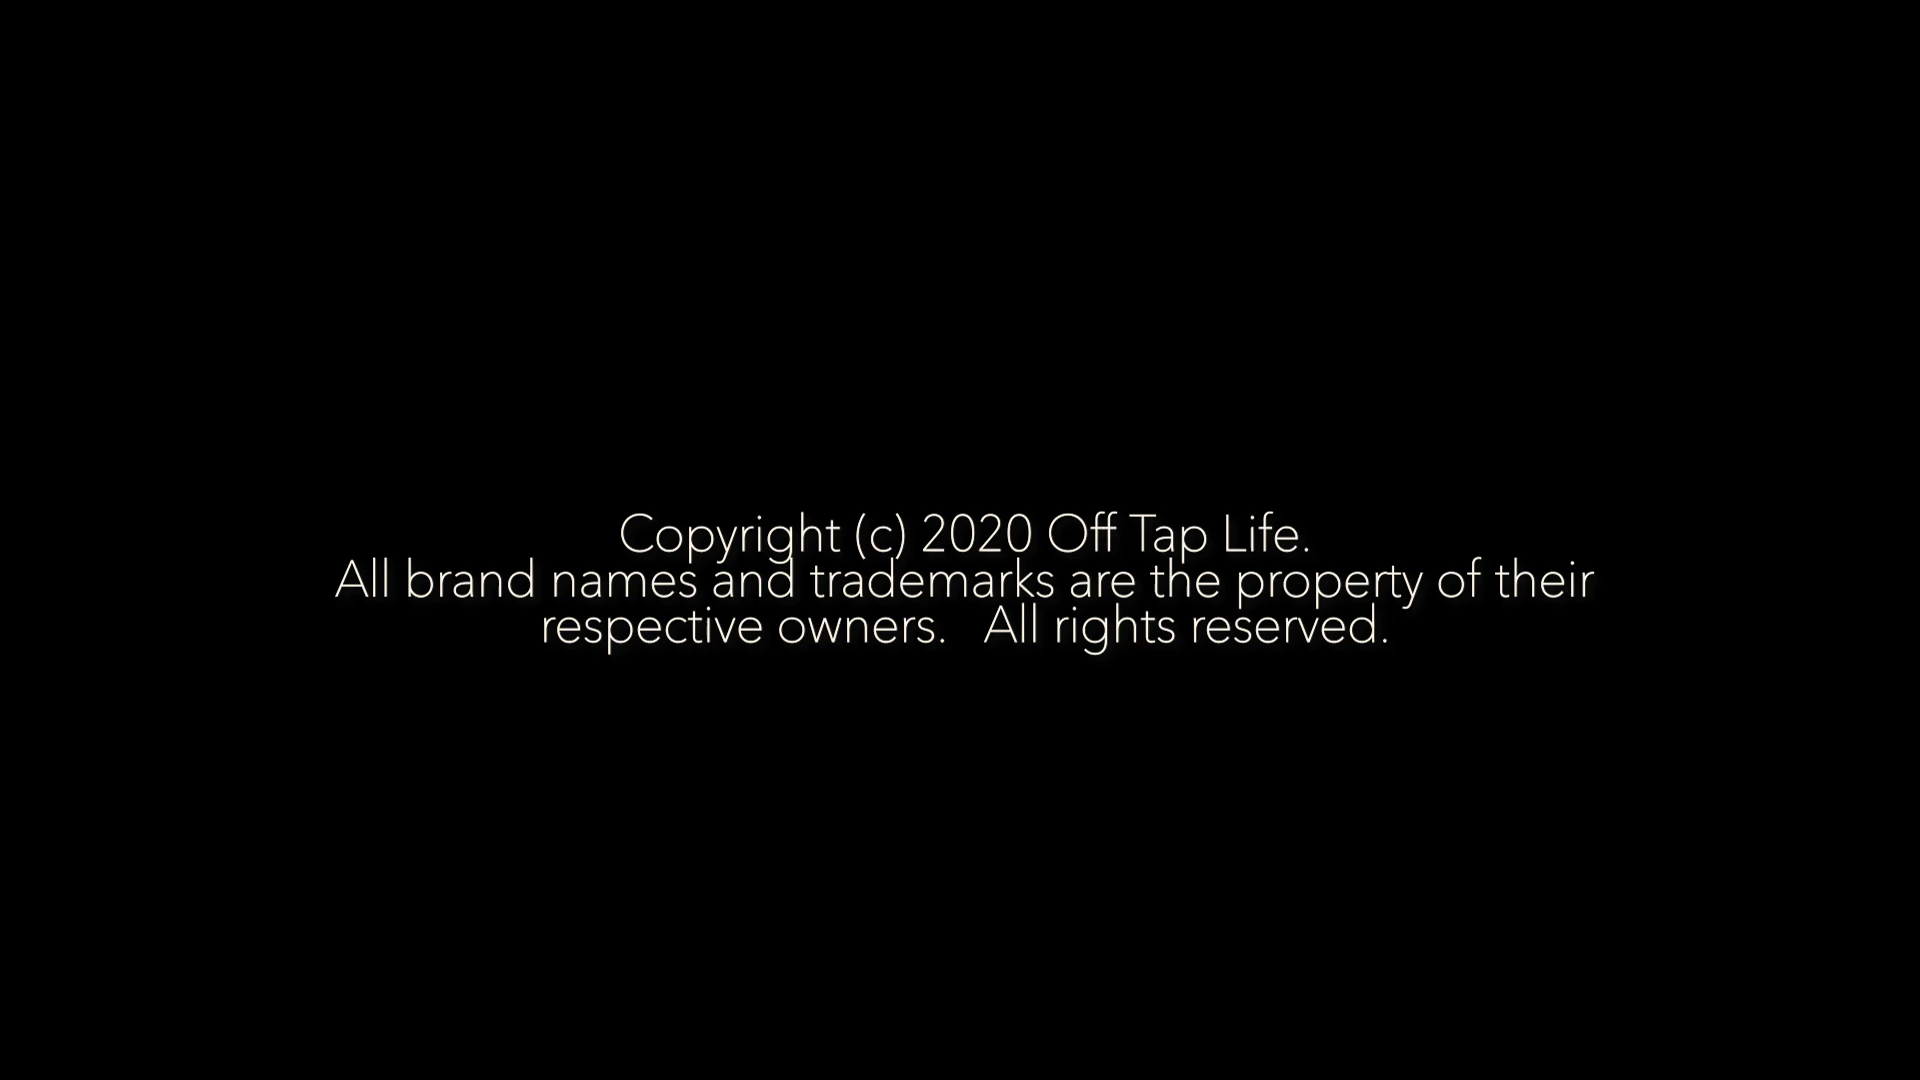 Copyright (c) 2020 Off Tap Life.
All brand names and trademarks are the property of their
respective owners.   All rights reserved.